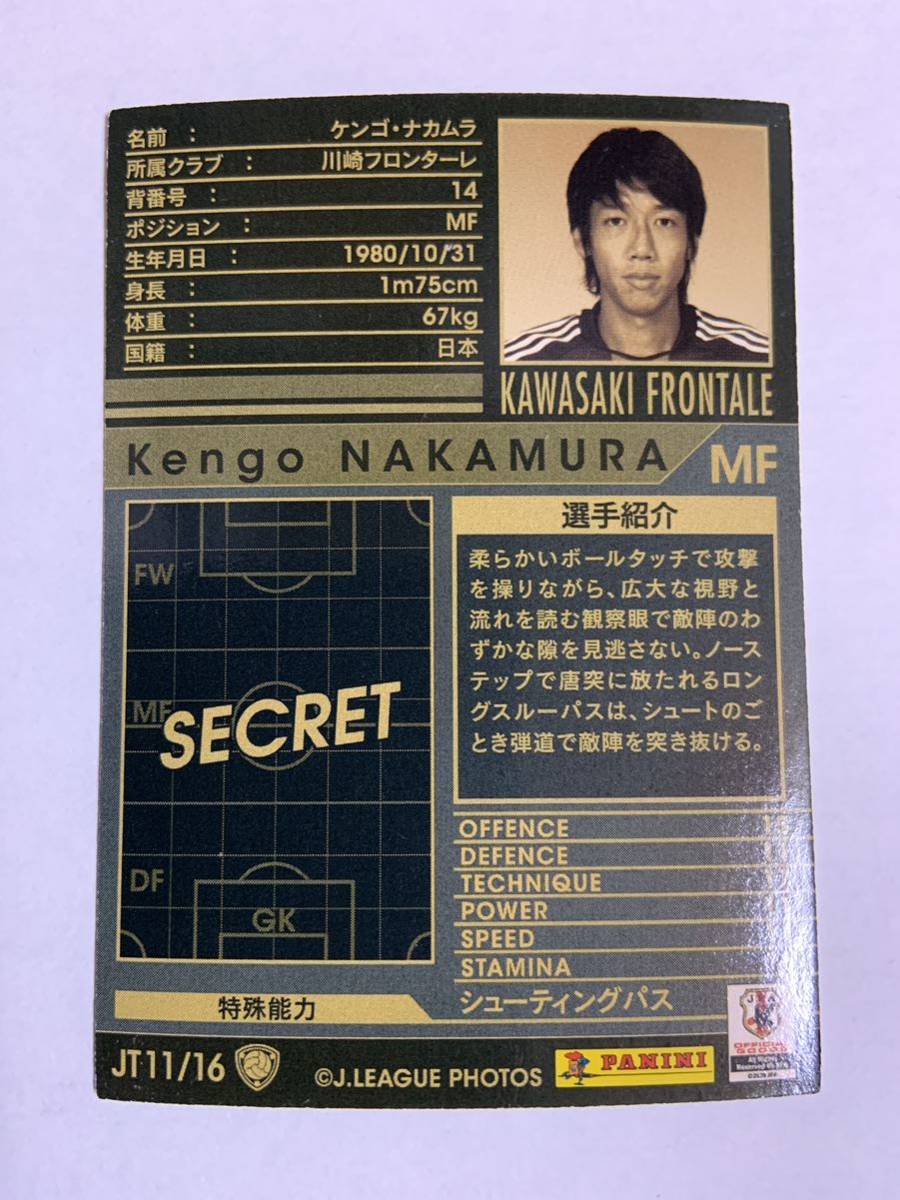 名前 : ケンゴ・ナカムラ
所属クラブ : 川崎フロンターレ
背番号 : 14
ポジション : MF
生年月日 : 1980/10/31
身長 : 1m75cm
体重 : 67kg
国籍 : 日本
KAWASAKI FRONTALE
Kengo NAKAMURA MF
FW
MF
SECRET
DF
GK
選手紹介
柔らかいボールタッチで攻撃
を操りながら、広大な視野と
流れを読む観察眼で敵陣のわ
ずかな隙を見逃さない。ノース
テップで唐突に放たれるロン
グスルーパスは、シュートのご
とき弾道で敵陣を突き抜ける。
OFFENCE
DEFENCE
TECHNIQUE
POWER
SPEED
STAMINA
特殊能力 シューティングパス
JT11/16
©J.LEAGUE PHOTOS
PANINI
OFFICIAL
GOODS